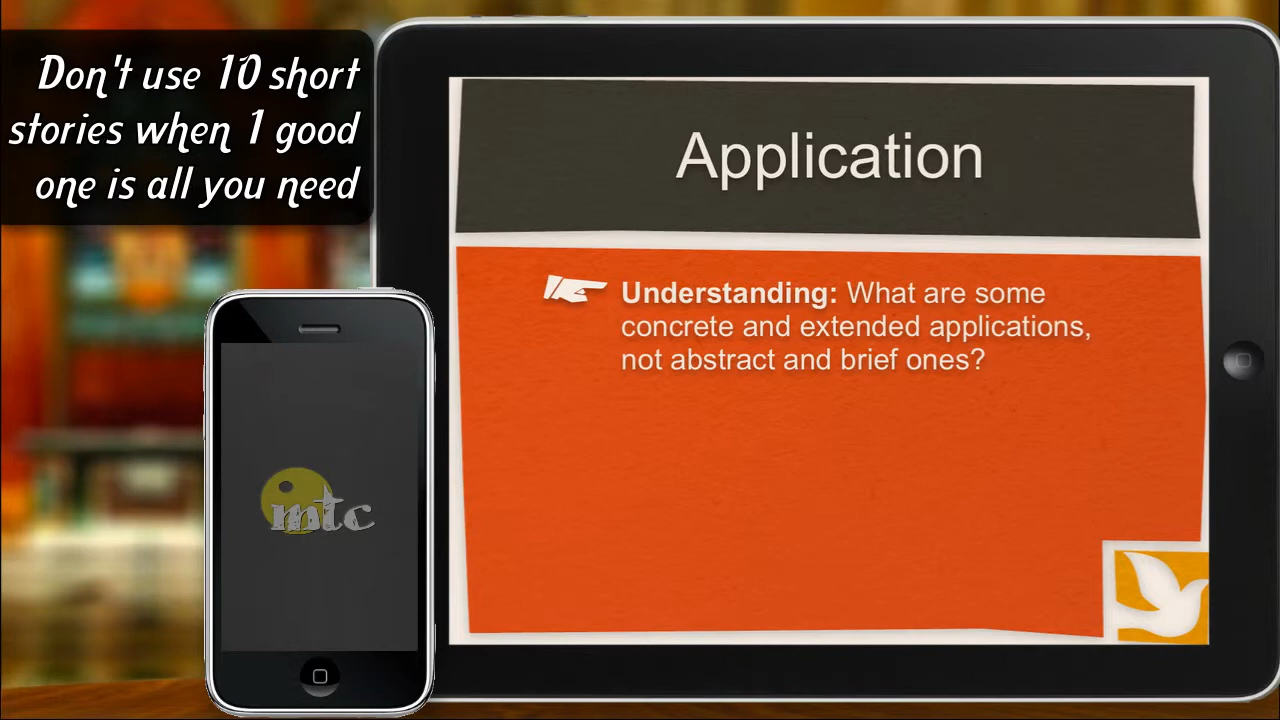 Don't use 10 short
stories when 1 good
one is all you need
Application
Understanding: What are some
concrete and extended applications,
not abstract and brief ones?
mtc